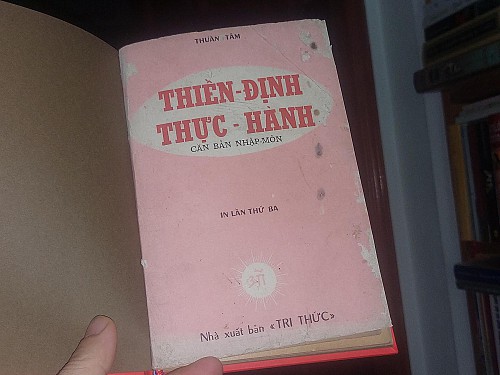 THUẦN TÂM
THIỀN-ĐỊNH
THỰC - HÀNH
CĂN BẢN NHẬP-MÔN
IN LẦN THỨ BA
ॐ
Nhà xuất bản «TRI THỨC»